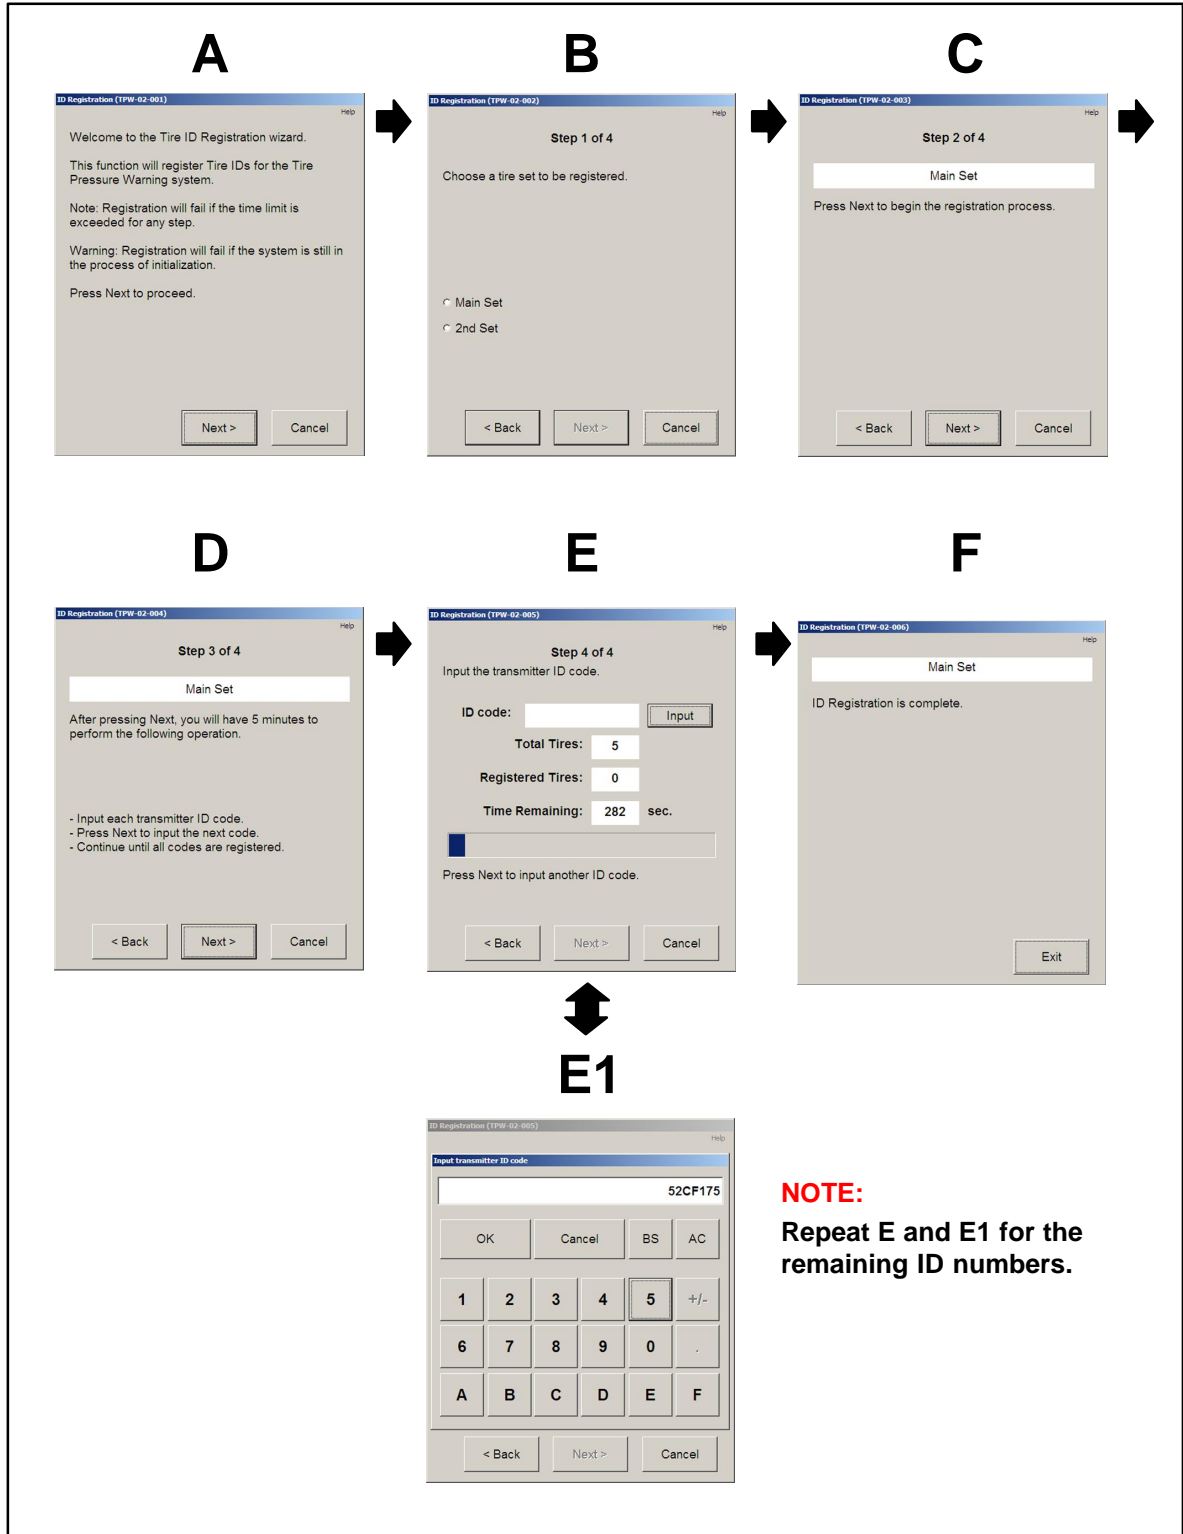 A
ID Registration (TPW-02-001)
Help
Welcome to the Tire ID Registration wizard.
This function will register Tire IDs for the Tire
Pressure Warning system.
Note: Registration will fail if the time limit is
exceeded for any step.
Warning: Registration will fail if the system is still in
the process of initialization.
Press Next to proceed.
Next >
Cancel
B
ID Registration (TPW-02-002)
Help
Step 1 of 4
Choose a tire set to be registered.
Main Set
2nd Set
< Back
Next >
Cancel
C
ID Registration (TPW-02-003)
Help
Step 2 of 4
Main Set
Press Next to begin the registration process.
< Back
Next >
Cancel
D
ID Registration (TPW-02-004)
Help
Step 3 of 4
Main Set
After pressing Next, you will have 5 minutes to
perform the following operation.
- Input each transmitter ID code.
- Press Next to input the next code.
- Continue until all codes are registered.
< Back
Next >
Cancel
E
ID Registration (TPW-02-005)
Help
Step 4 of 4
Input the transmitter ID code.
ID code:
Input
Total Tires: 5
Registered Tires: 0
Time Remaining: 282 sec.
Press Next to input another ID code.
< Back
Next >
Cancel
F
ID Registration (TPW-02-006)
Help
Main Set
ID Registration is complete.
Exit
E1
ID Registration (TPW-02-005)
Help
Input transmitter ID code
52CF175
OK Cancel BS AC
1 2 3 4 5 +/-
6 7 8 9 0 .
A B C D E F
< Back
Next >
Cancel
NOTE:
Repeat E and E1 for the
remaining ID numbers.